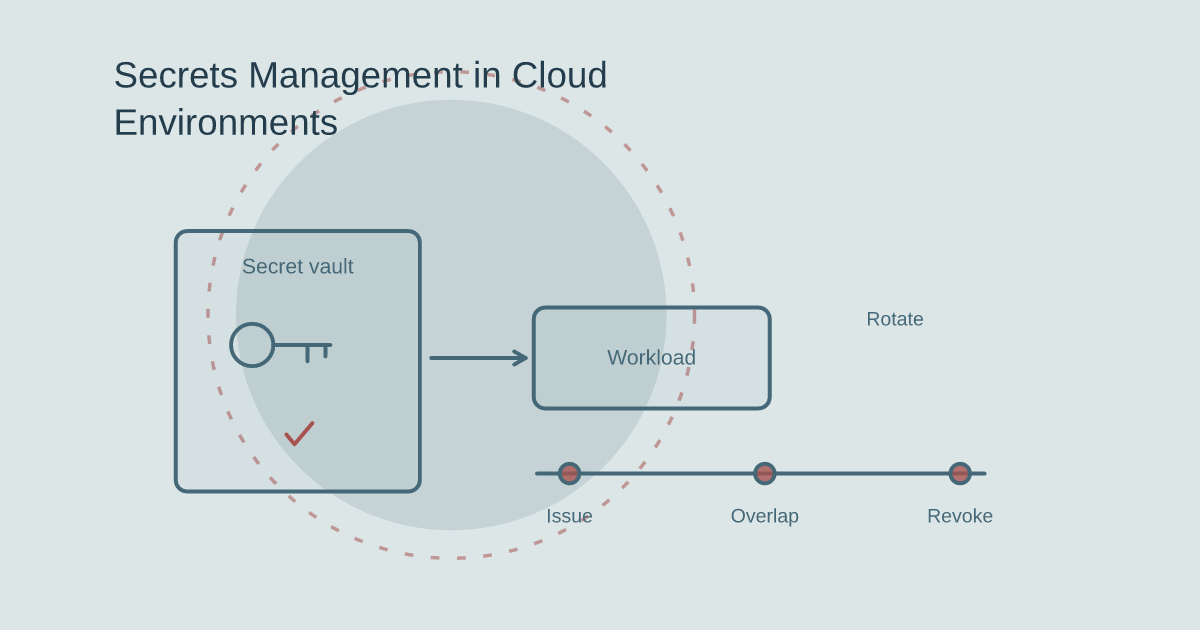 Secrets Management in Cloud
Environments
Secret vault
Rotate
Workload
Issue
Overlap
Revoke